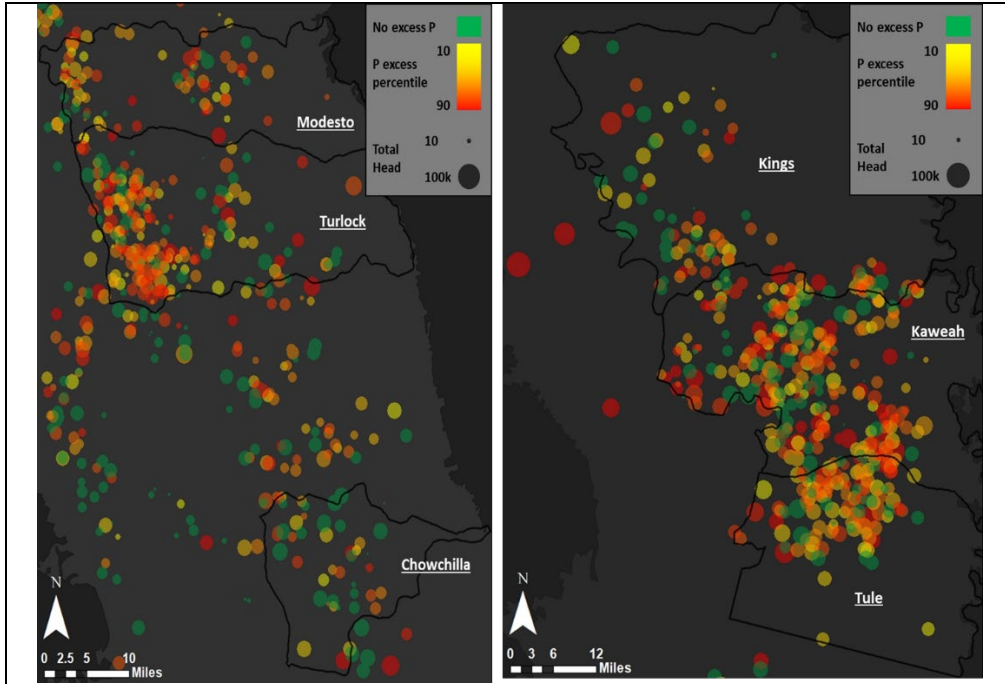 No excess P
10
P excess
percentile
90
10
Total
Head
100k
Modesto
Turlock
Chowchilla
N
0 2.5 5 10
Miles
No excess P
10
P excess
percentile
90
10
Total
Head
100k
Kings
Kaweah
Tule
N
0 3 6 12
Miles